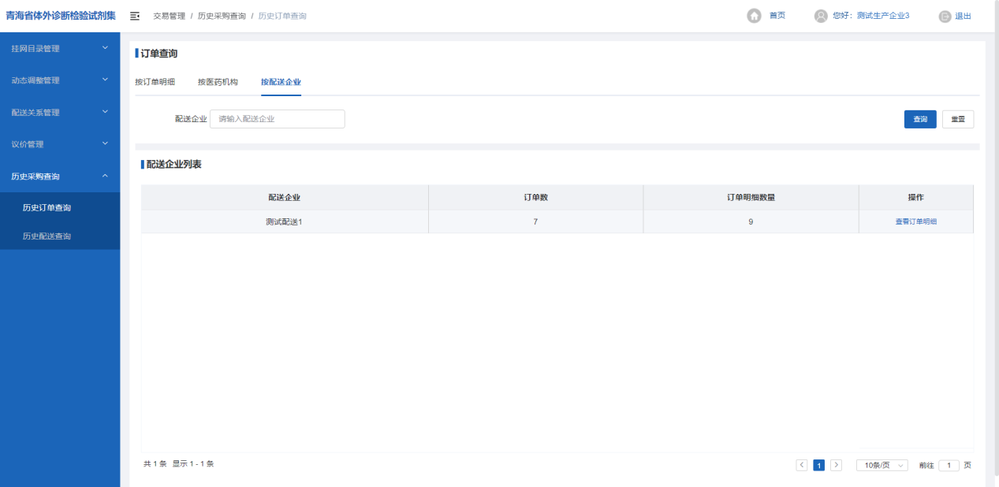 青海省体外诊断检验试剂集
交易管理 / 历史采购查询 / 历史订单查询
首页
您好：测试生产企业3
退出
挂网目录管理
动态调整管理
配送关系管理
议价管理
历史采购查询
历史订单查询
历史配送查询
订单查询
按订单明细 按医药机构 按配送企业
配送企业 请输入配送企业
查询 重置
配送企业列表
配送企业 订单数 订单明细数量 操作
测试配送1 7 9 查看订单明细
共 1 条 显示 1 - 1 条
1 10条/页 前往 1 页